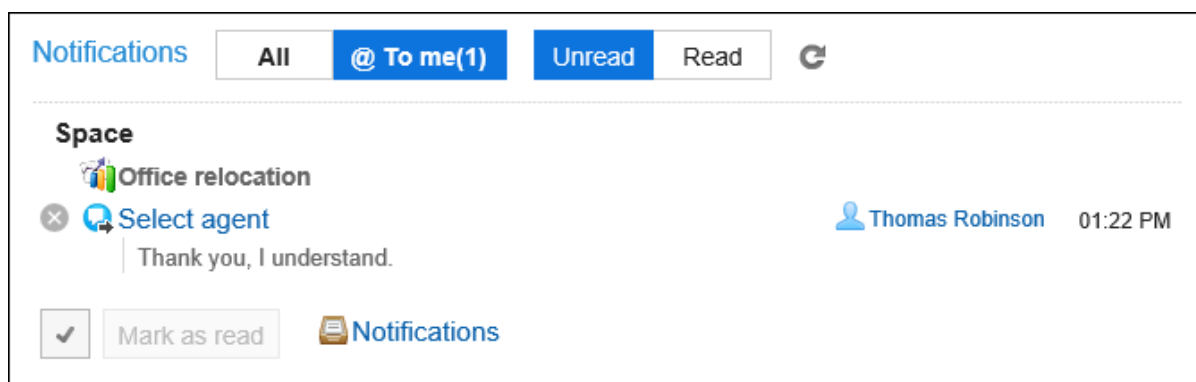 Notifications All @ To me(1) Unread Read
Space
Office relocation
Select agent Thomas Robinson 01:22 PM
Thank you, I understand.
Mark as read Notifications